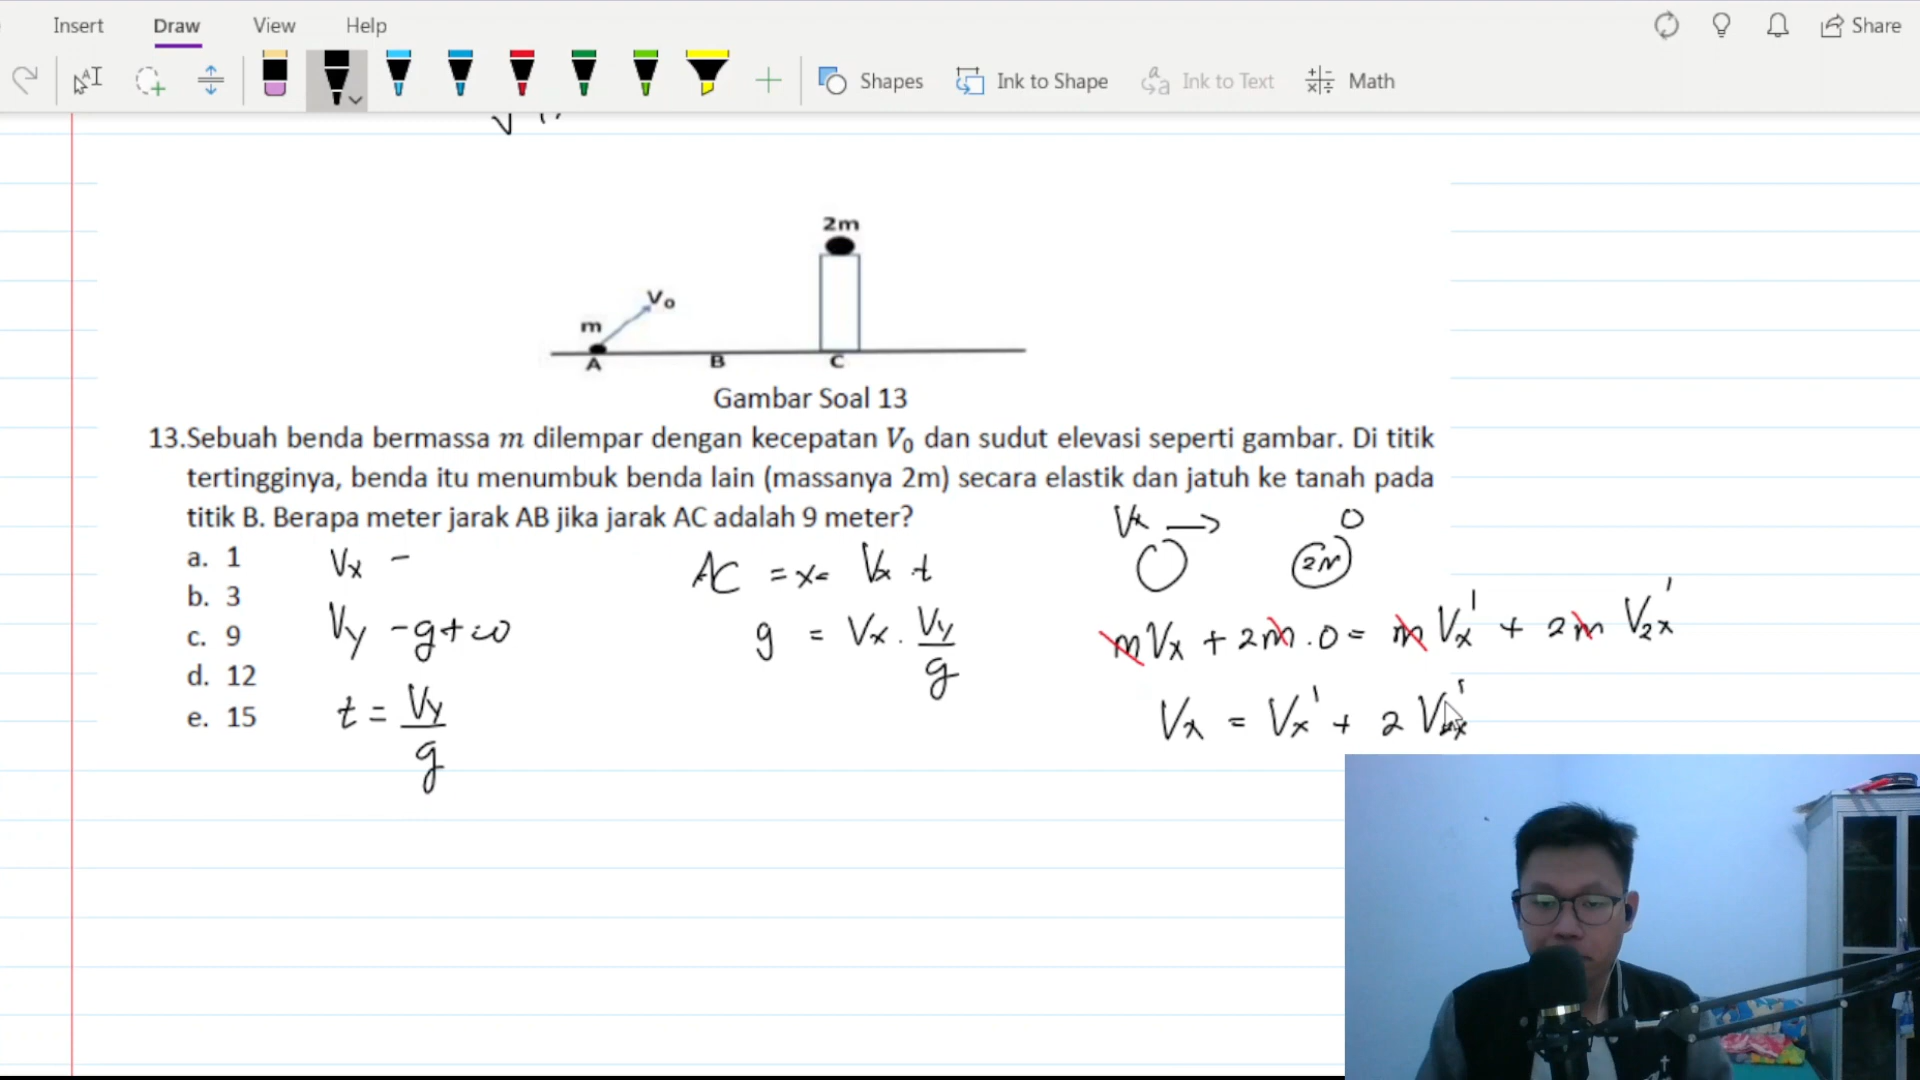 Insert Draw View Help Share
Shapes Ink to Shape Ink to Text Math
2m
V₀
m
A B C
Gambar Soal 13
13.Sebuah benda bermassa m dilempar dengan kecepatan V₀ dan sudut elevasi seperti gambar. Di titik
tertingginya, benda itu menumbuk benda lain (massanya 2m) secara elastik dan jatuh ke tanah pada
titik B. Berapa meter jarak AB jika jarak AC adalah 9 meter?
a. 1
b. 3
c. 9
d. 12
e. 15
Vx -
Vy - gt = 0
t = Vy/g
AC = x = Vx . t
9 = Vx . Vy/g
Vx → 0
2m
mVx + 2m . 0 = m Vx' + 2m V2x'
Vx = Vx' + 2 V2x'